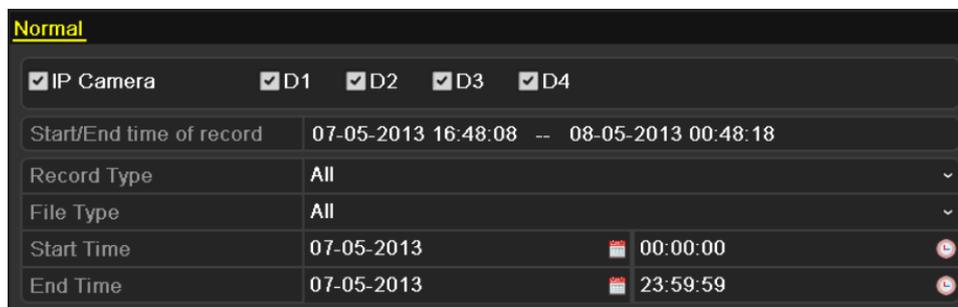 Normal
IP Camera D1 D2 D3 D4
Start/End time of record 07-05-2013 16:48:08 -- 08-05-2013 00:48:18
Record Type All
File Type All
Start Time 07-05-2013 00:00:00
End Time 07-05-2013 23:59:59